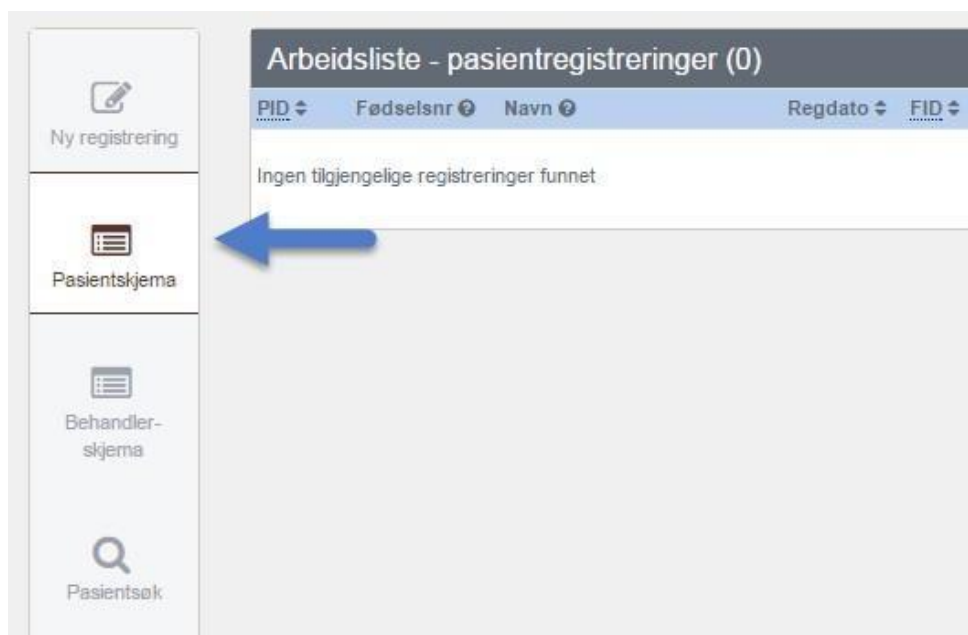 Ny registrering
Pasientskjema
Behandler-
skjema
Pasientsøk
Arbeidsliste - pasientregistreringer (0)
PID Fødselsnr Navn Regdato FID
Ingen tilgjengelige registreringer funnet